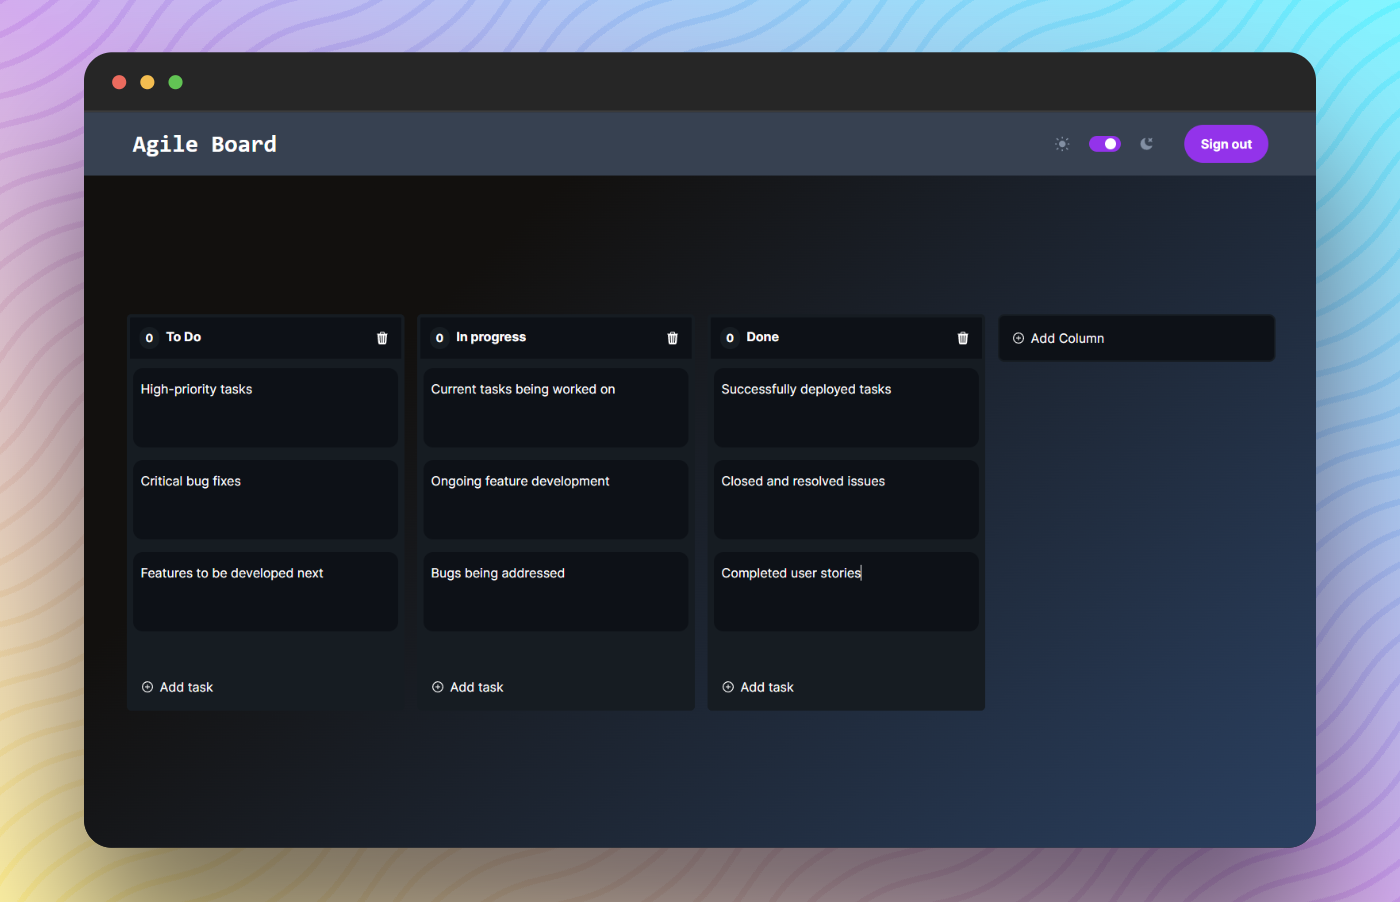 Agile Board
Sign out
0 To Do
High-priority tasks
Critical bug fixes
Features to be developed next
Add task
0 In progress
Current tasks being worked on
Ongoing feature development
Bugs being addressed
Add task
0 Done
Successfully deployed tasks
Closed and resolved issues
Completed user stories
Add task
Add Column